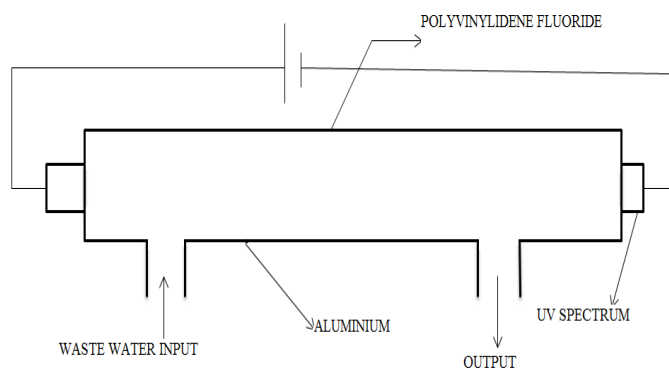 POLYVINYLIDENE FLUORIDE
UV SPECTRUM
ALUMINIUM
WASTE WATER INPUT
OUTPUT